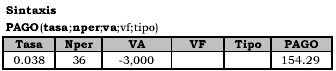 Sintaxis
PAGO(tasa;nper;va;vf;tipo)
Tasa Nper VA VF Tipo PAGO
0.038 36 -3,000 154.29